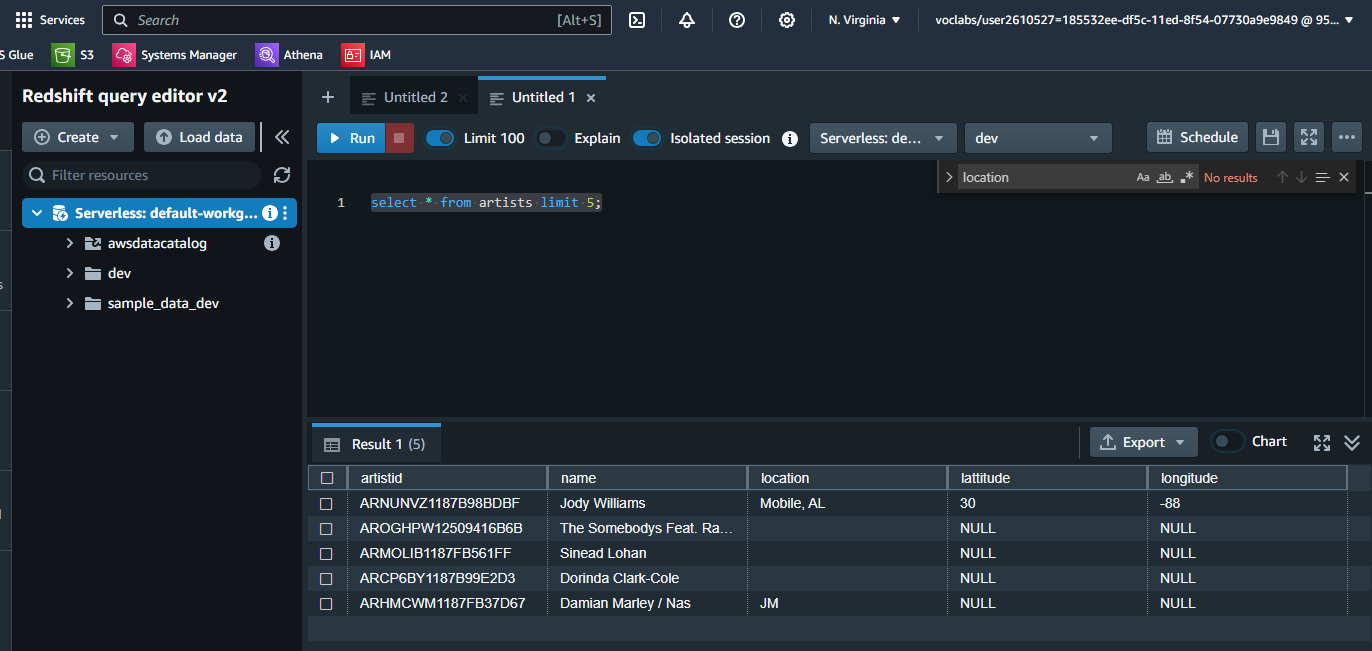 Services
Search [Alt+S]
N. Virginia
voclabs/user2610527=185532ee-df5c-11ed-8f54-07730a9e9849 @ 95...
S Glue S3 Systems Manager Athena IAM
Redshift query editor v2
Untitled 2 Untitled 1
Create Load data
Run Limit 100 Explain Isolated session Serverless: de... dev Schedule
Filter resources
location Aa ab No results
1 select * from artists limit 5;
Serverless: default-workg...
awsdatacatalog
dev
sample_data_dev
Result 1 (5) Export Chart
artistid name location lattitude longitude
ARNUNVZ1187B98BDBF Jody Williams Mobile, AL 30 -88
AROGHPW12509416B6B The Somebodys Feat. Ra... NULL NULL
ARMOLIB1187FB561FF Sinead Lohan NULL NULL
ARCP6BY1187B99E2D3 Dorinda Clark-Cole NULL NULL
ARHMCWM1187FB37D67 Damian Marley / Nas JM NULL NULL